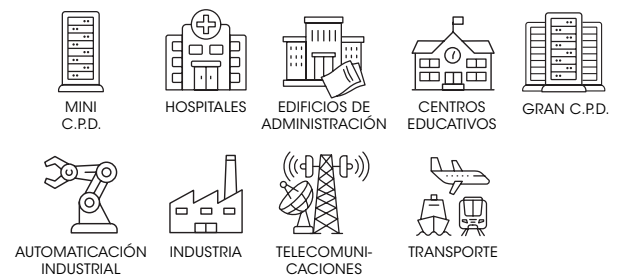 MINI
C.P.D.
HOSPITALES
EDIFICIOS DE
ADMINISTRACIÓN
CENTROS
EDUCATIVOS
GRAN C.P.D.
AUTOMATICACIÓN
INDUSTRIAL
INDUSTRIA
TELECOMUNI-
CACIONES
TRANSPORTE